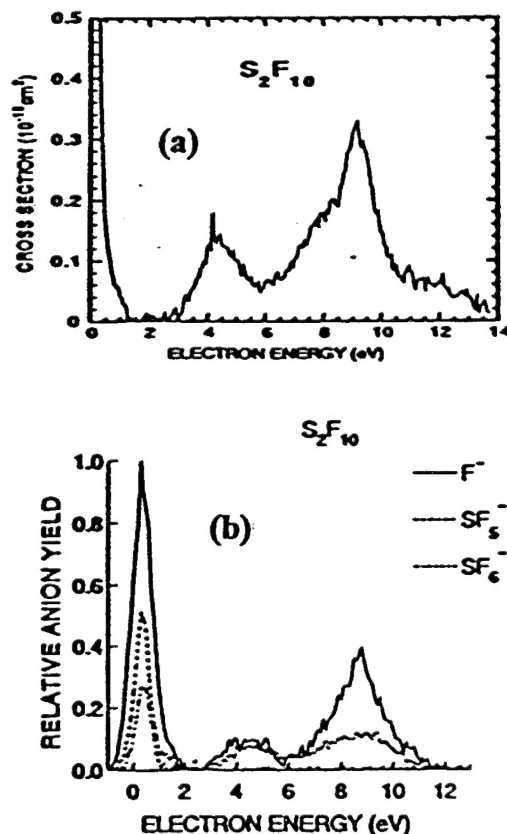 0.5
0.4
0.3
0.2
0.1
0
CROSS SECTION (10⁻¹⁶cm²)
S₂F₁₀
(a)
0 2 4 6 8 10 12 14
ELECTRON ENERGY (eV)
S₂F₁₀
1.0
0.8
0.6
0.4
0.2
0.0
RELATIVE ANION YIELD
(b)
F⁻
SF₅⁻
SF₆⁻
0 2 4 6 8 10 12
ELECTRON ENERGY (eV)